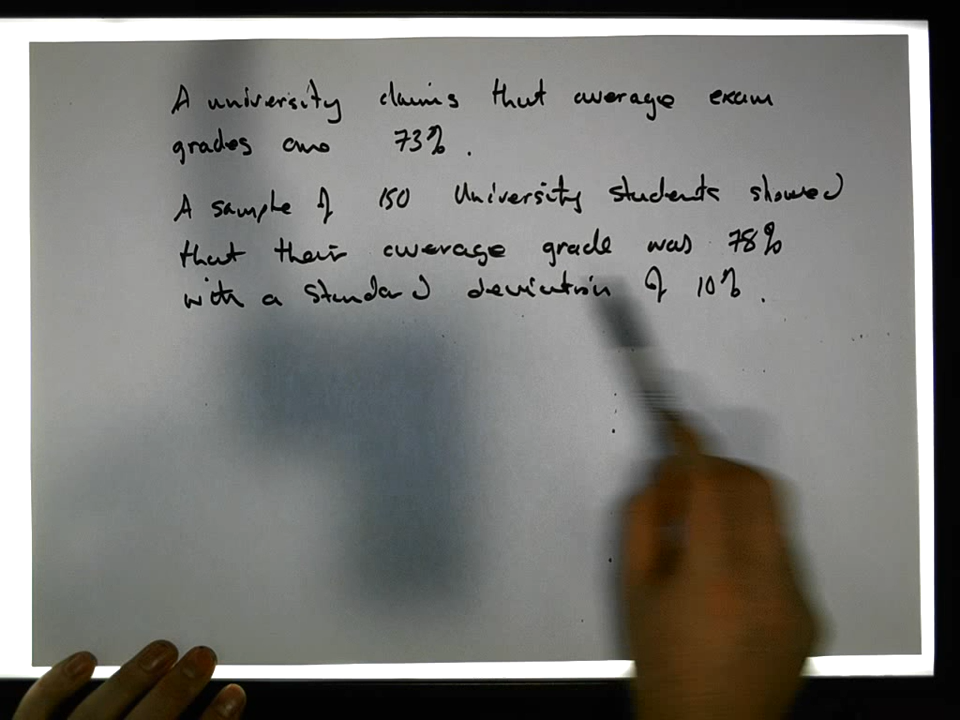 A university claims that average exam
grades are 73%.
A sample of 150 University students showed
that their average grade was 78%
with a standard deviation of 10%.